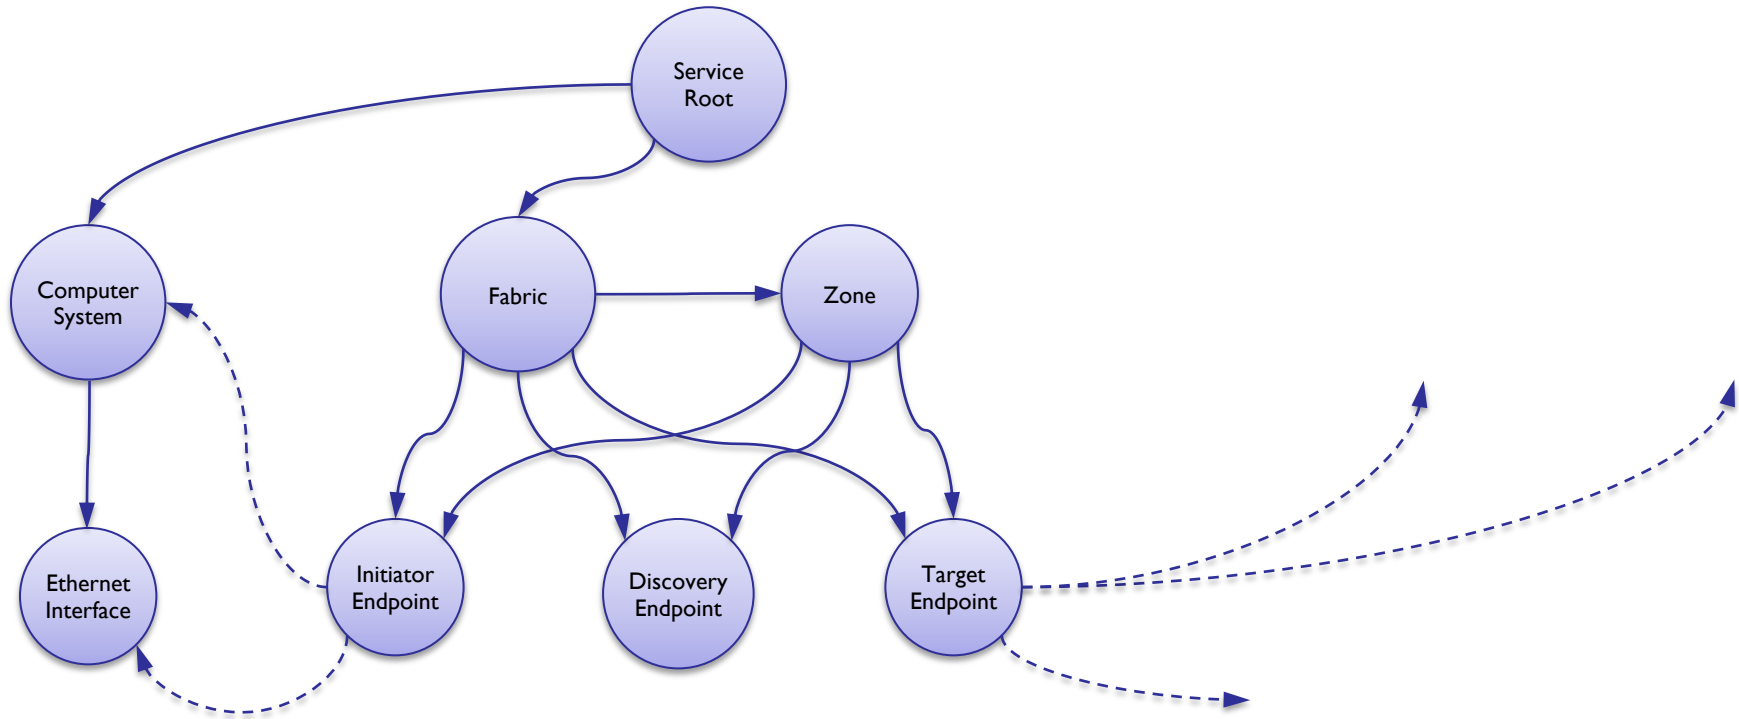 Service
Root
Computer
System
Fabric
Zone
Ethernet
Interface
Initiator
Endpoint
Discovery
Endpoint
Target
Endpoint